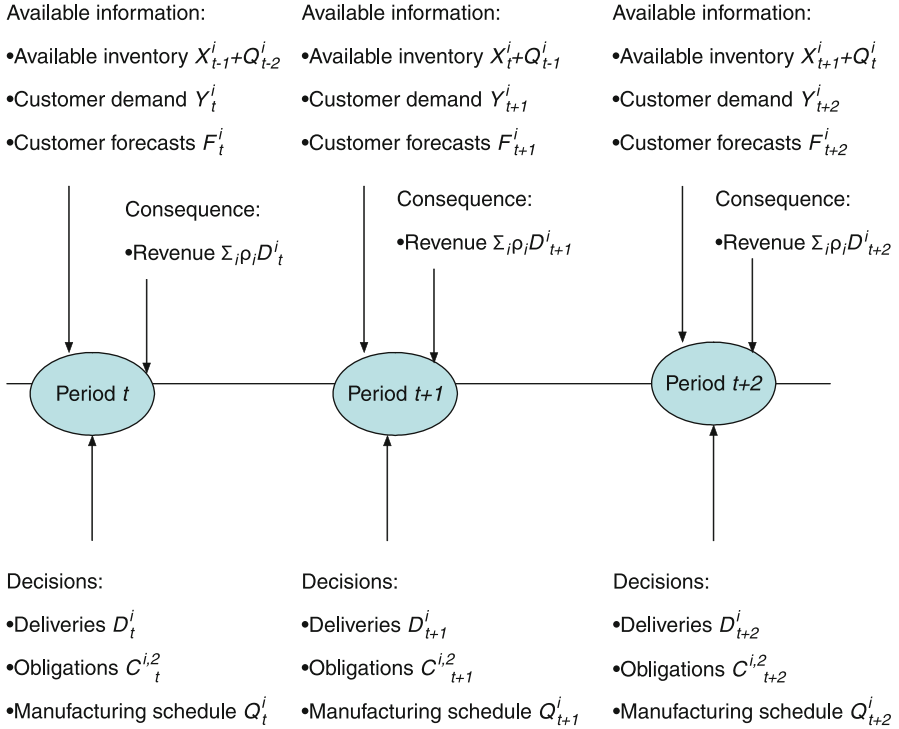 Available information:
•Available inventory X^i_{t-1}+Q^i_{t-2}
•Customer demand Y^i_t
•Customer forecasts F^i_t
Available information:
•Available inventory X^i_t+Q^i_{t-1}
•Customer demand Y^i_{t+1}
•Customer forecasts F^i_{t+1}
Available information:
•Available inventory X^i_{t+1}+Q^i_t
•Customer demand Y^i_{t+2}
•Customer forecasts F^i_{t+2}
Consequence:
•Revenue Σ_iρ_iD^i_t
Consequence:
•Revenue Σ_iρ_iD^i_{t+1}
Consequence:
•Revenue Σ_iρ_iD^i_{t+2}
Period t
Period t+1
Period t+2
Decisions:
•Deliveries D^i_t
•Obligations C^{i,2}_t
•Manufacturing schedule Q^i_t
Decisions:
•Deliveries D^i_{t+1}
•Obligations C^{i,2}_{t+1}
•Manufacturing schedule Q^i_{t+1}
Decisions:
•Deliveries D^i_{t+2}
•Obligations C^{i,2}_{t+2}
•Manufacturing schedule Q^i_{t+2}